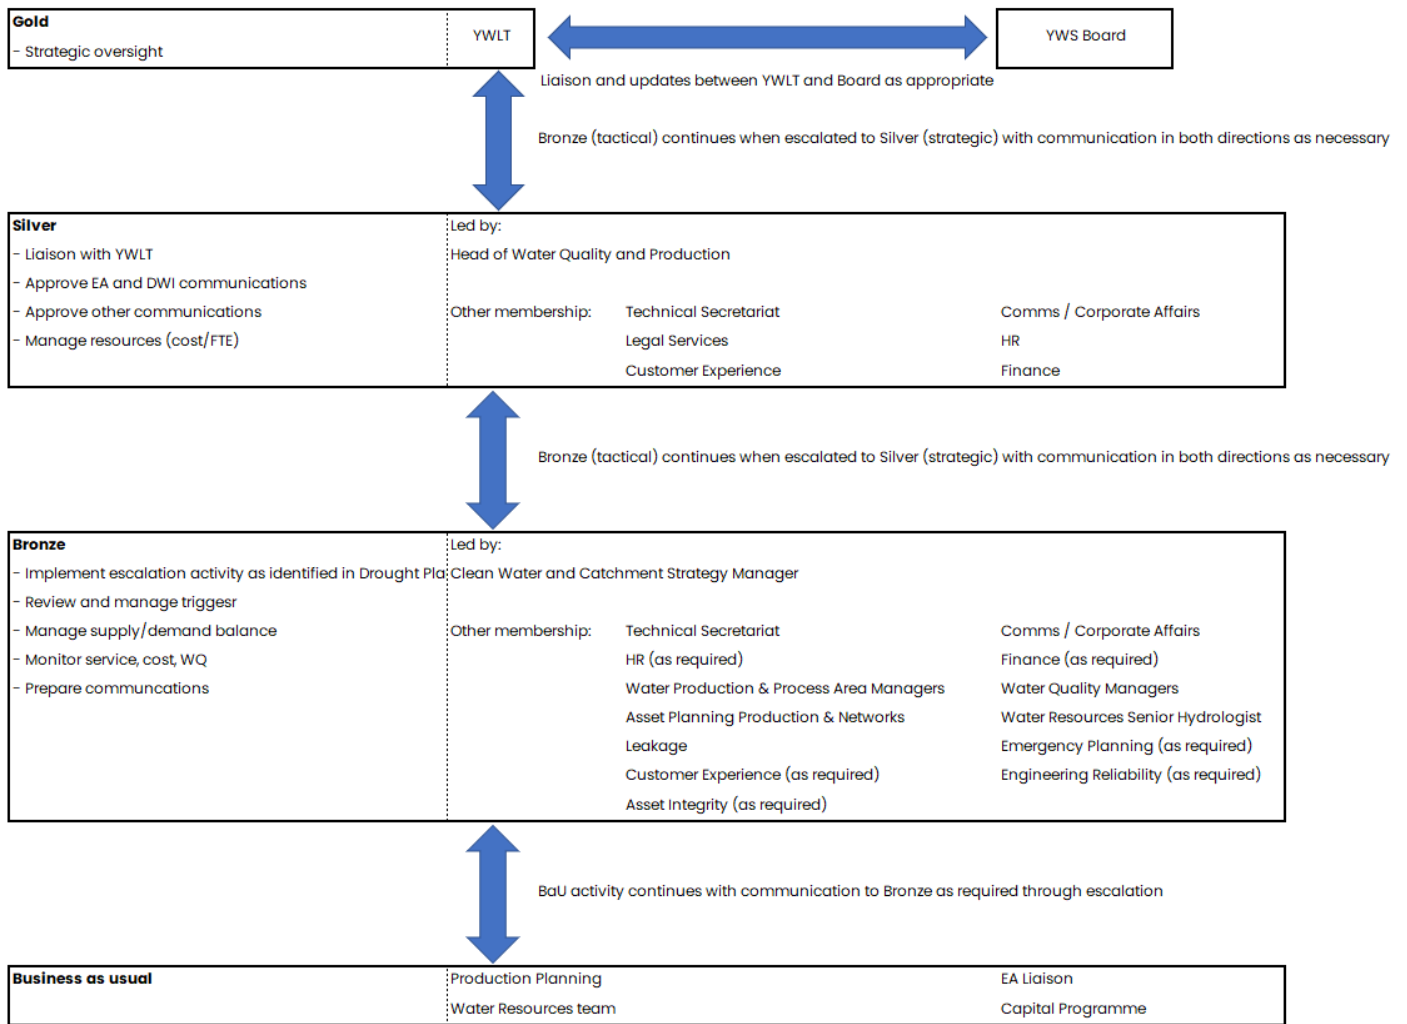 Gold
- Strategic oversight
YWLT
YWS Board
Liaison and updates between YWLT and Board as appropriate
Bronze (tactical) continues when escalated to Silver (strategic) with communication in both directions as necessary
Silver
- Liaison with YWLT
- Approve EA and DWI communications
- Approve other communications
- Manage resources (cost/FTE)
Led by:
Head of Water Quality and Production
Other membership:
Technical Secretariat
Legal Services
Customer Experience
Comms / Corporate Affairs
HR
Finance
Bronze (tactical) continues when escalated to Silver (strategic) with communication in both directions as necessary
Bronze
- Implement escalation activity as identified in Drought Pla
- Review and manage triggesr
- Manage supply/demand balance
- Monitor service, cost, WQ
- Prepare communcations
Led by:
Clean Water and Catchment Strategy Manager
Other membership:
Technical Secretariat
HR (as required)
Water Production & Process Area Managers
Asset Planning Production & Networks
Leakage
Customer Experience (as required)
Asset Integrity (as required)
Comms / Corporate Affairs
Finance (as required)
Water Quality Managers
Water Resources Senior Hydrologist
Emergency Planning (as required)
Engineering Reliability (as required)
BaU activity continues with communication to Bronze as required through escalation
Business as usual
Production Planning
Water Resources team
EA Liaison
Capital Programme